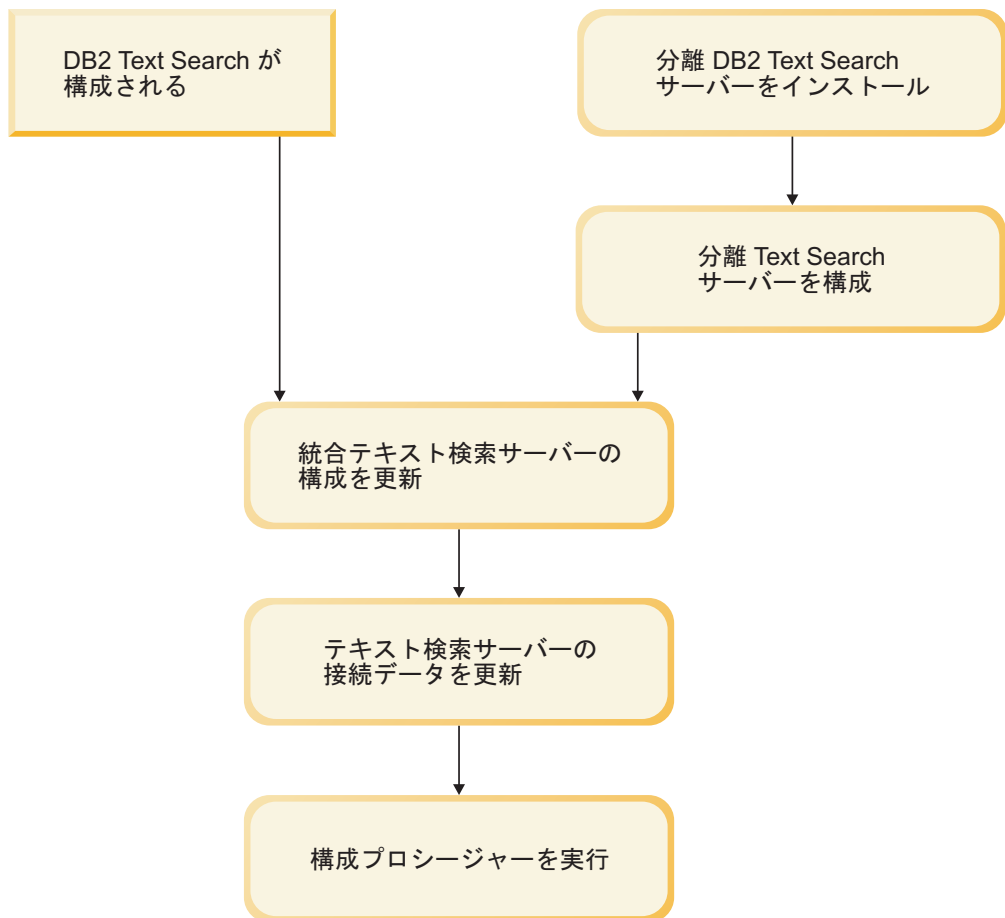 DB2 Text Search が
構成される
分離 DB2 Text Search
サーバーをインストール
分離 Text Search
サーバーを構成
統合テキスト検索サーバーの
構成を更新
テキスト検索サーバーの
接続データを更新
構成プロシージャーを実行